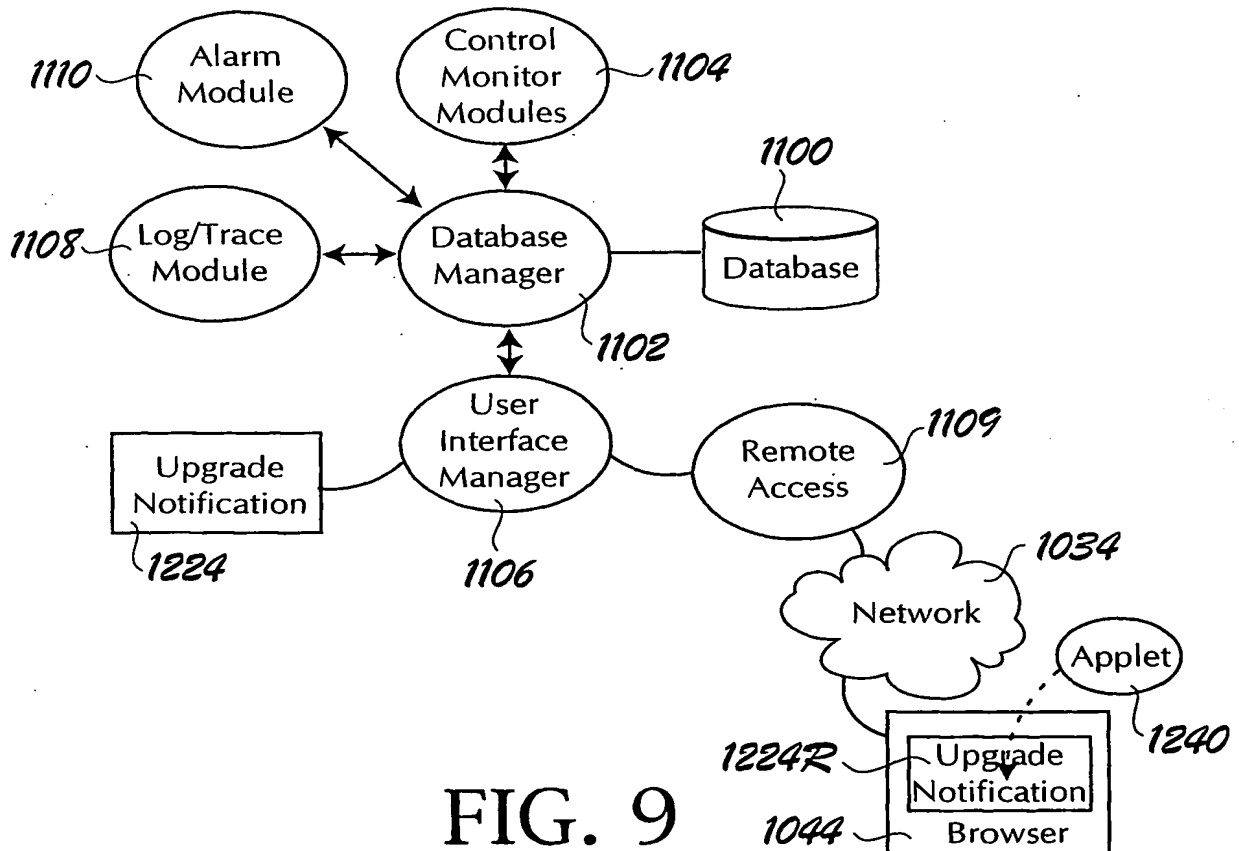 1110
Alarm
Module
Control
Monitor
Modules
1104
1100
1108
Log/Trace
Module
Database
Manager
Database
1102
User
Interface
Manager
Upgrade
Notification
Remote
Access
1109
1224
1106
1034
Network
Applet
1240
1224R
Upgrade
Notification
Browser
1044
FIG. 9